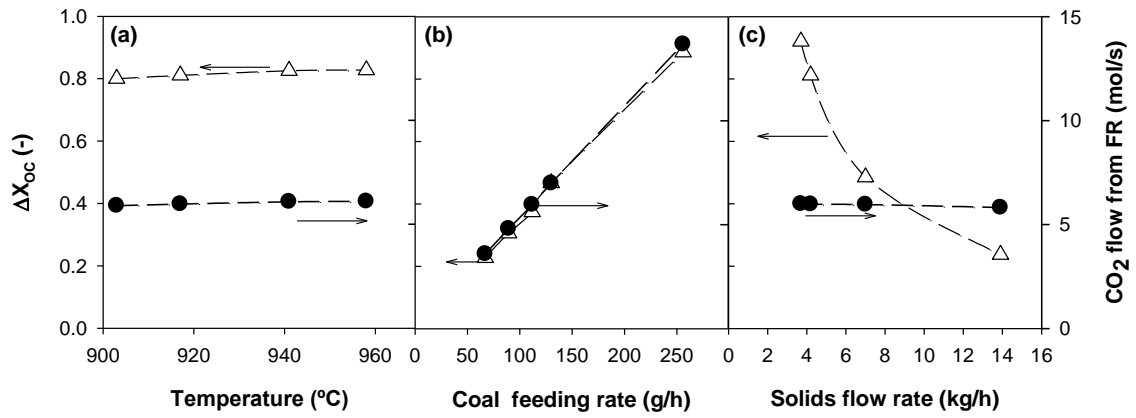 (a)
(b)
(c)
ΔX_OC (-)
1.0
0.8
0.6
0.4
0.2
0.0
15
10
5
0
CO2 flow from FR (mol/s)
900 920 940 960
0 50 100 150 200 250 300
0 2 4 6 8 10 12 14 16
Temperature (ºC)
Coal feeding rate (g/h)
Solids flow rate (kg/h)